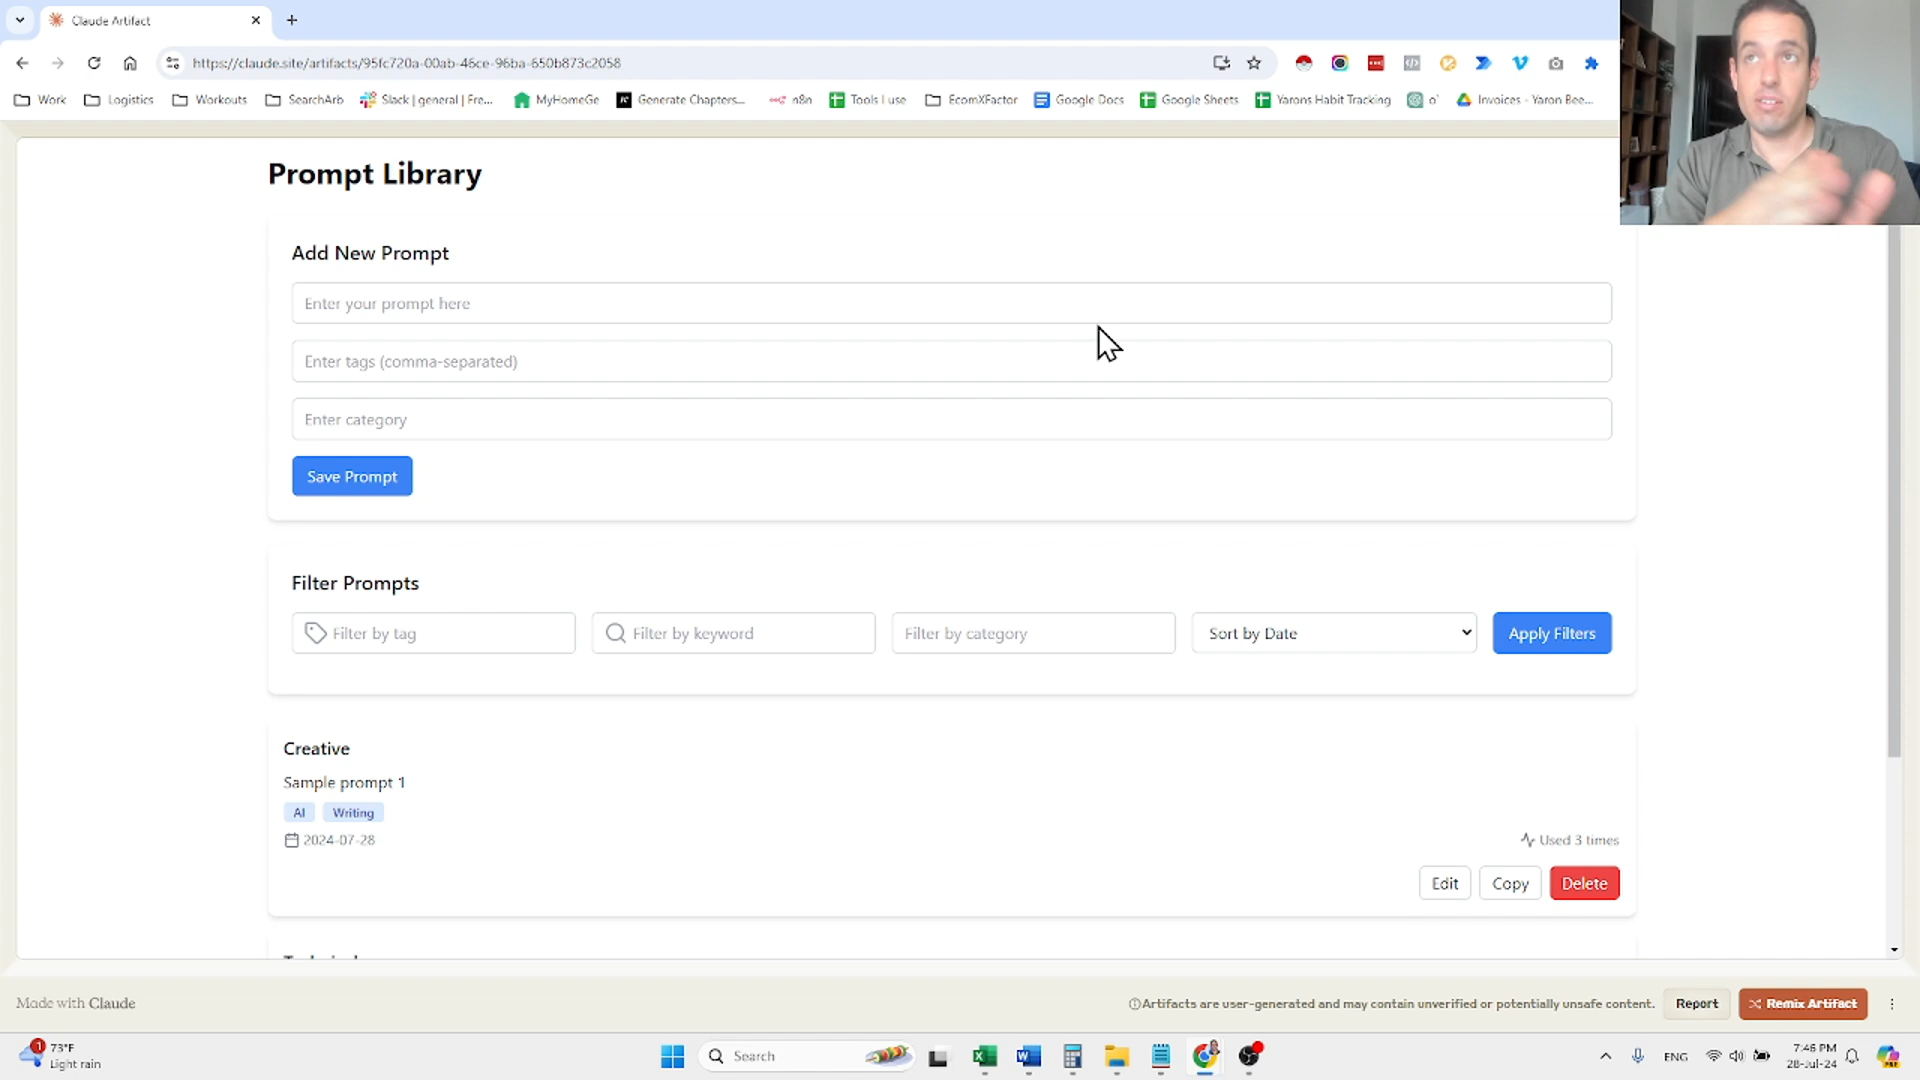 Claude Artifact
https://claude.site/artifacts/95fc720a-00ab-46ce-96ba-650b873c2058
Work Logistics Workouts SearchArb Slack | general | Fre... MyHomeGe Generate Chapters... n8n Tools I use EcomXFactor Google Docs Google Sheets Yarons Habit Tracking o' Invoices - Yaron Bee...
Prompt Library
Add New Prompt
Enter your prompt here
Enter tags (comma-separated)
Enter category
Save Prompt
Filter Prompts
Filter by tag Filter by keyword Filter by category Sort by Date Apply Filters
Creative
Sample prompt 1
AI Writing
2024-07-28 Used 3 times
Edit Copy Delete
Made with Claude Artifacts are user-generated and may contain unverified or potentially unsafe content. Report Remix Artifact
1 73°F
Light rain
Search
ENG
7:46 PM
28-Jul-24